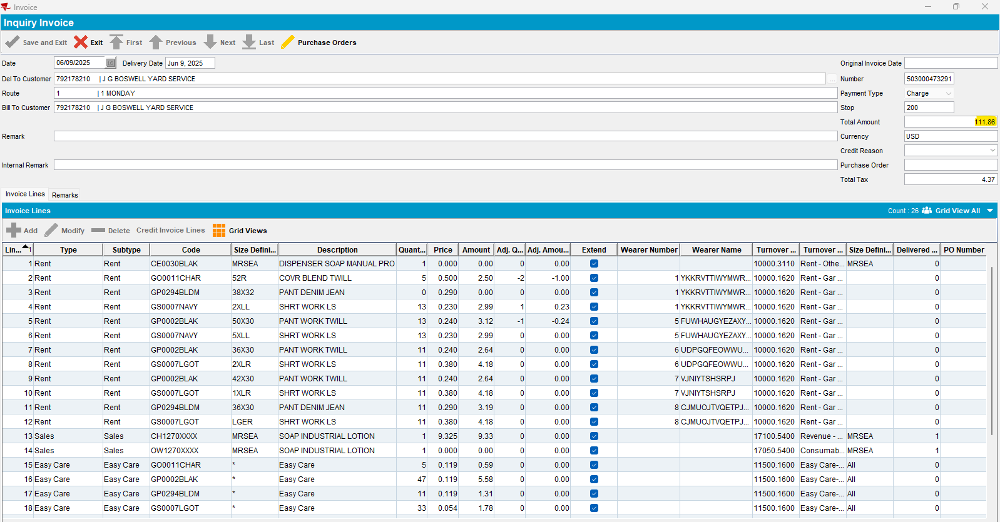 Invoice
Inquiry Invoice
Save and Exit Exit First Previous Next Last Purchase Orders
Date 06/09/2025 Delivery Date Jun 9, 2025 Original Invoice Date
Del To Customer 792178210 | J G BOSWELL YARD SERVICE ... Number 503000473291
Route 1 | 1 MONDAY Payment Type Charge
Bill To Customer 792178210 | J G BOSWELL YARD SERVICE Stop 200
Total Amount 111.86
Remark Currency USD
Credit Reason
Internal Remark Purchase Order
Total Tax 4.37
Invoice Lines Remarks
Invoice Lines Count : 26 Grid View All
Add Modify Delete Credit Invoice Lines Grid Views
Lin... 1 Type Subtype Code Size Defini... Description Quant... Price Amount Adj. Q... Adj. Amou... Extend Wearer Number Wearer Name Turnover ... Turnover ... Size Defini... Delivered ... PO Number
1 Rent Rent CE0030BLAK MRSEA DISPENSER SOAP MANUAL PRO 1 0.000 0.00 0 0.00 10000.3110 Rent - Othe... MRSEA 0
2 Rent Rent GO0011CHAR 52R COVR BLEND TWILL 5 0.500 2.50 -2 -1.00 1 YKKRVTTIWYMWR... 10000.1620 Rent - Gar ... 0
3 Rent Rent GP0294BLDM 38X32 PANT DENIM JEAN 0 0.290 0.00 0 0.00 1 YKKRVTTIWYMWR... 10000.1620 Rent - Gar ... 0
4 Rent Rent GS0007NAVY 2XLL SHRT WORK LS 13 0.230 2.99 1 0.23 1 YKKRVTTIWYMWR... 10000.1620 Rent - Gar ... 0
5 Rent Rent GP0002BLAK 50X30 PANT WORK TWILL 13 0.240 3.12 -1 -0.24 5 FUWHAUGYEZAXY... 10000.1620 Rent - Gar ... 0
6 Rent Rent GS0007NAVY 5XLL SHRT WORK LS 13 0.230 2.99 0 0.00 5 FUWHAUGYEZAXY... 10000.1620 Rent - Gar ... 0
7 Rent Rent GP0002BLAK 36X30 PANT WORK TWILL 11 0.240 2.64 0 0.00 6 UDPGQFEOWWU... 10000.1620 Rent - Gar ... 0
8 Rent Rent GS0007LGOT 2XLR SHRT WORK LS 11 0.380 4.18 0 0.00 6 UDPGQFEOWWU... 10000.1620 Rent - Gar ... 0
9 Rent Rent GP0002BLAK 42X30 PANT WORK TWILL 11 0.240 2.64 0 0.00 7 VJNIYTSHSRPJ 10000.1620 Rent - Gar ... 0
10 Rent Rent GS0007LGOT 1XLR SHRT WORK LS 11 0.380 4.18 0 0.00 7 VJNIYTSHSRPJ 10000.1620 Rent - Gar ... 0
11 Rent Rent GP0294BLDM 36X30 PANT DENIM JEAN 11 0.290 3.19 0 0.00 8 CJMUOJTVQETPJ... 10000.1620 Rent - Gar ... 0
12 Rent Rent GS0007LGOT LGER SHRT WORK LS 11 0.380 4.18 0 0.00 8 CJMUOJTVQETPJ... 10000.1620 Rent - Gar ... 0
13 Sales Sales CH1270XXXX MRSEA SOAP INDUSTRIAL LOTION 1 9.325 9.33 0 0.00 17100.5400 Revenue - ... MRSEA 1
14 Sales Sales OW1270XXXX MRSEA SOAP INDUSTRIAL LOTION 1 0.000 0.00 0 0.00 17050.5400 Consumab... MRSEA 1
15 Easy Care Easy Care GO0011CHAR * Easy Care 5 0.119 0.59 0 0.00 11500.1600 Easy Care-... All 0
16 Easy Care Easy Care GP0002BLAK * Easy Care 47 0.119 5.58 0 0.00 11500.1600 Easy Care-... All 0
17 Easy Care Easy Care GP0294BLDM * Easy Care 11 0.119 1.31 0 0.00 11500.1600 Easy Care-... All 0
18 Easy Care Easy Care GS0007LGOT * Easy Care 33 0.054 1.78 0 0.00 11500.1600 Easy Care-... All 0